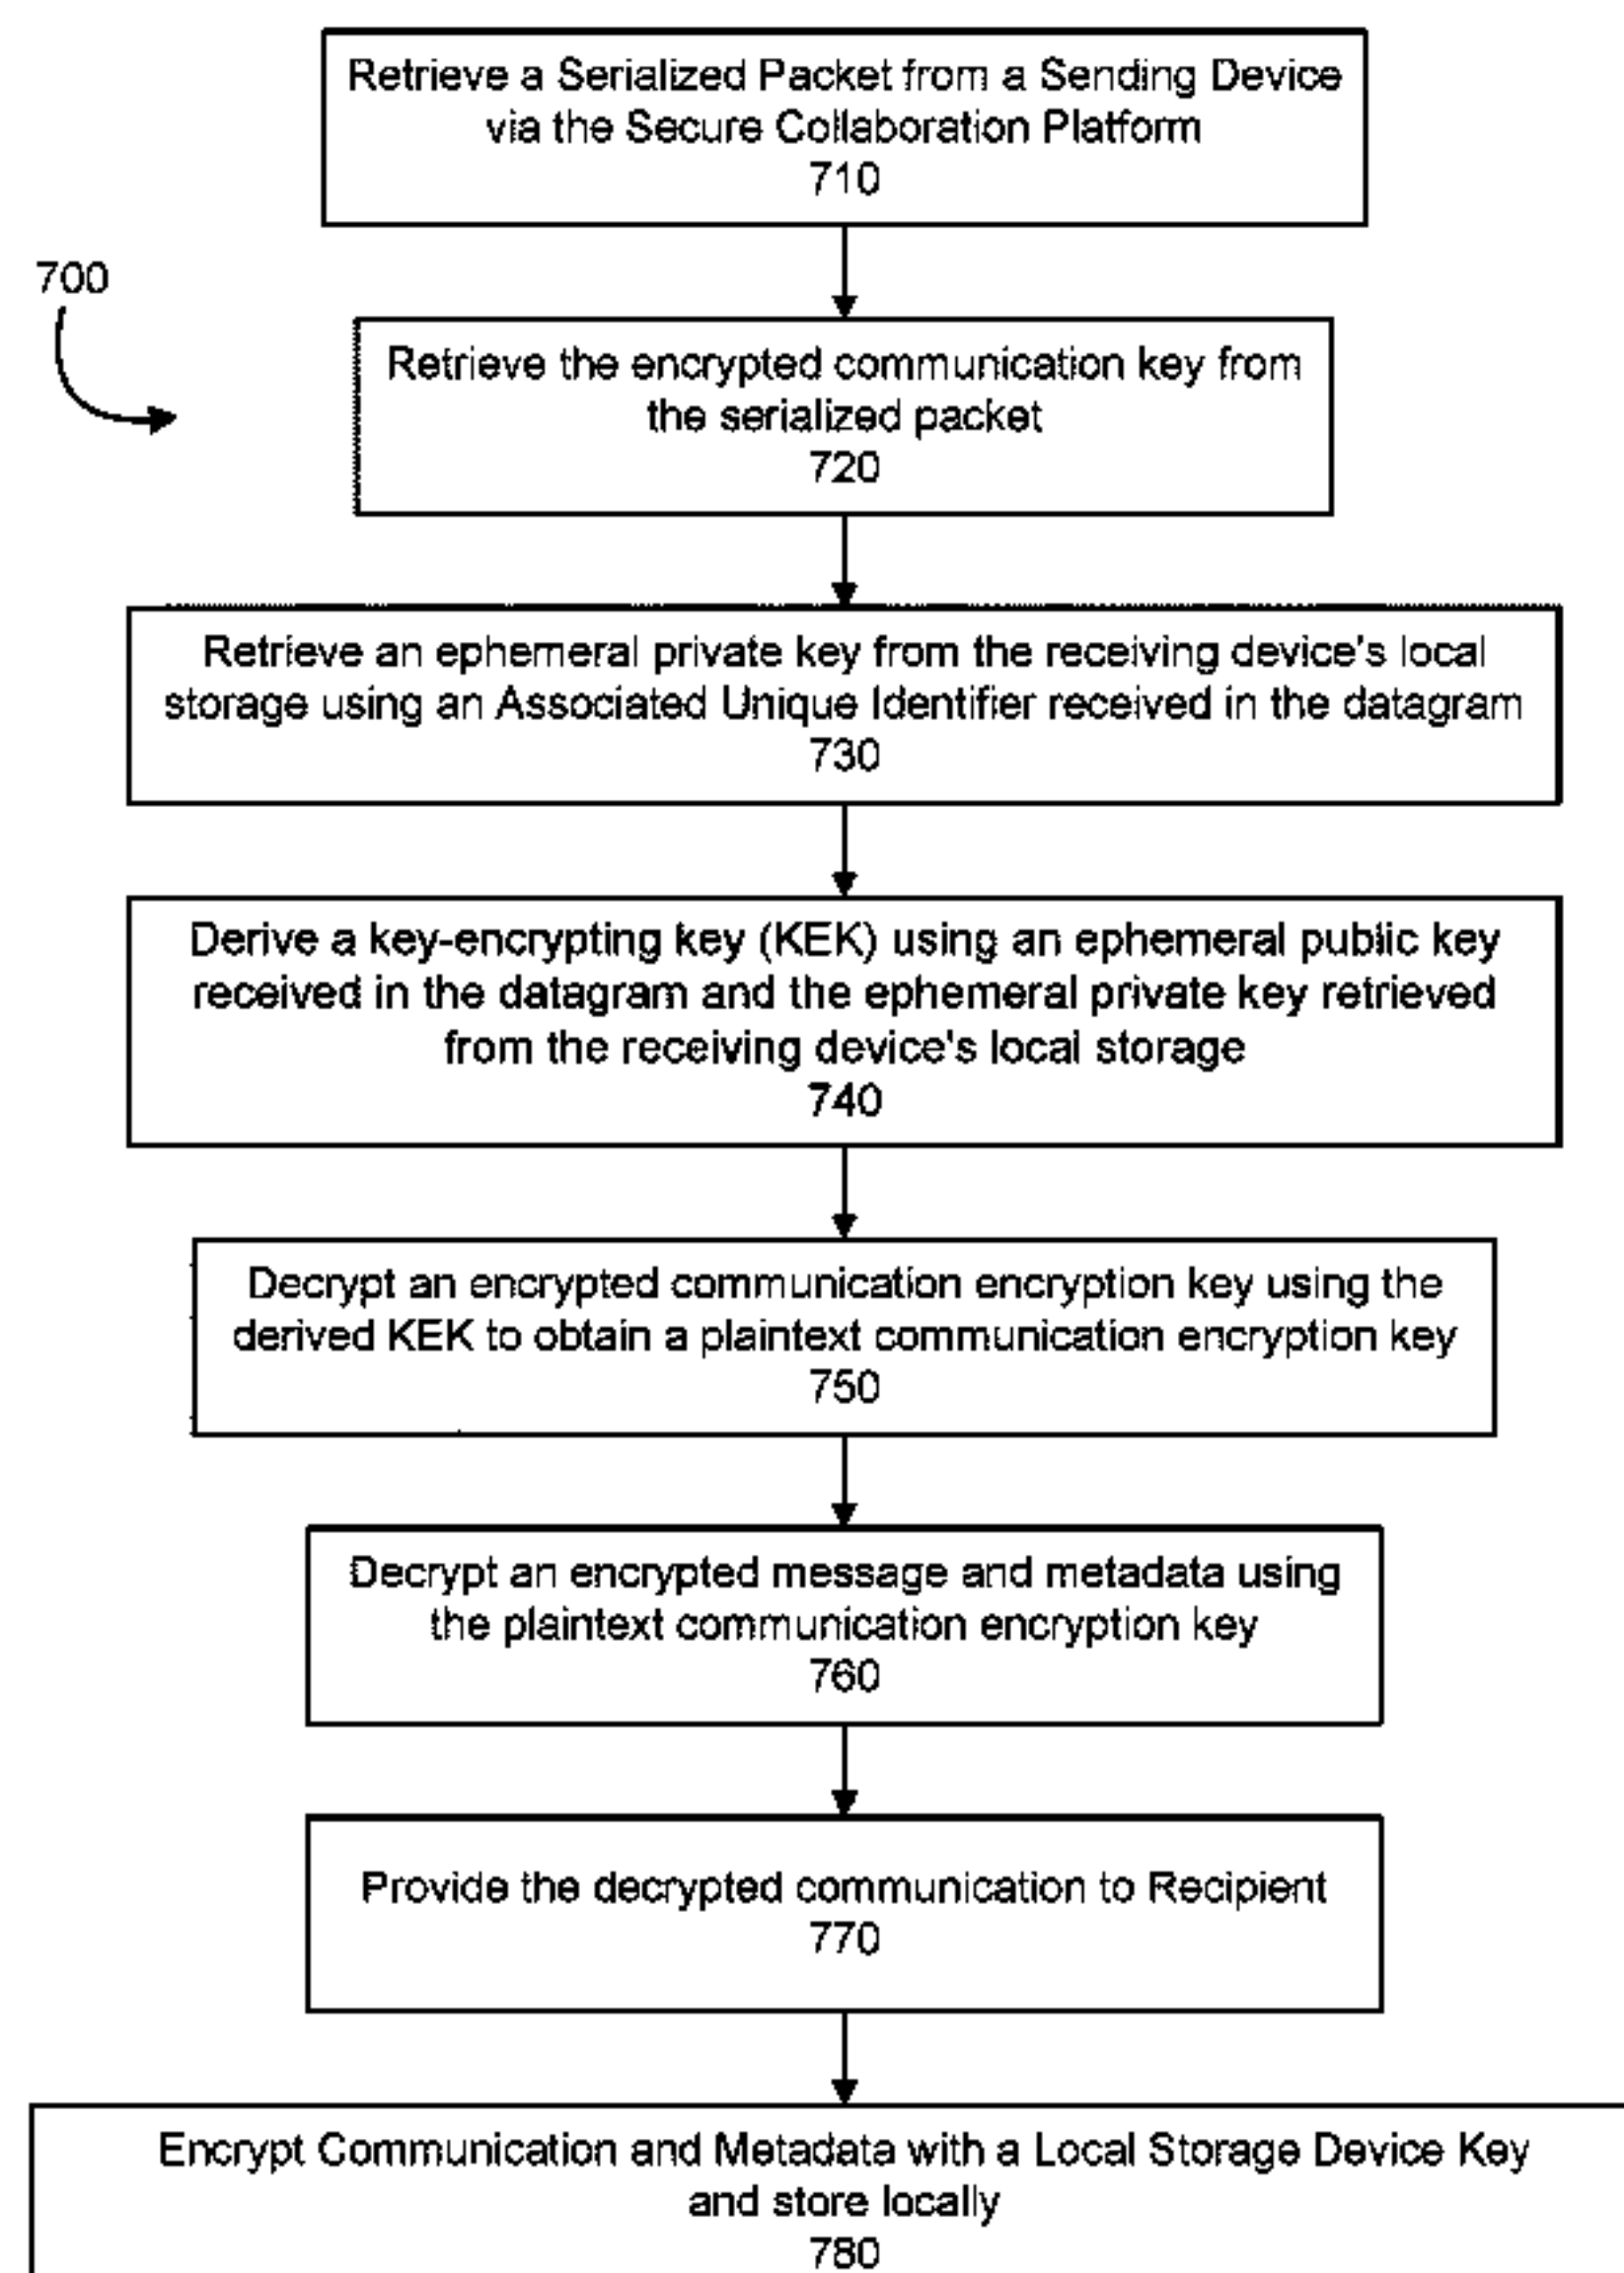 Retrieve a Serialized Packet from a Sending Device
via the Secure Collaboration Platform
710
700
Retrieve the encrypted communication key from
the serialized packet
720
Retrieve an ephemeral private key from the receiving device's local
storage using an Associated Unique Identifier received in the datagram
730
Derive a key-encrypting key (KEK) using an ephemeral public key
received in the datagram and the ephemeral private key retrieved
from the receiving device's local storage
740
Decrypt an encrypted communication encryption key using the
derived KEK to obtain a plaintext communication encryption key
750
Decrypt an encrypted message and metadata using
the plaintext communication encryption key
760
Provide the decrypted communication to Recipient
770
Encrypt Communication and Metadata with a Local Storage Device Key
and store locally
780